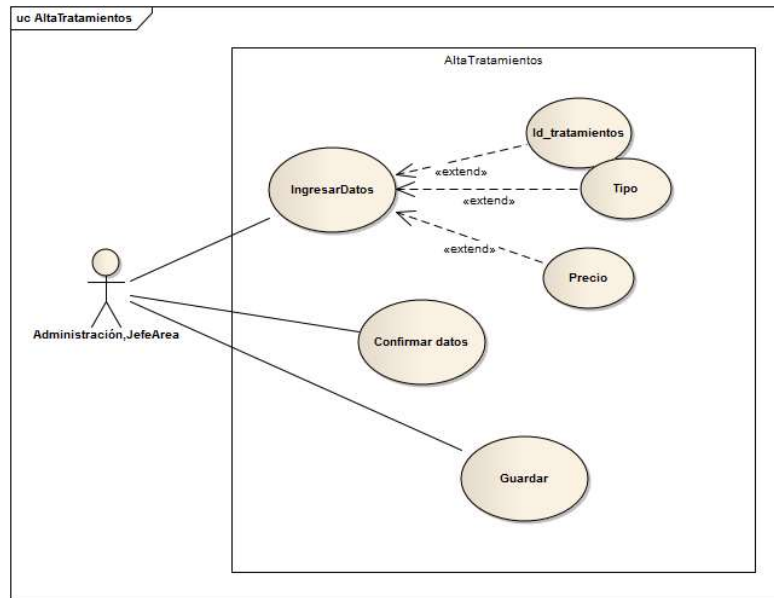 uc AltaTratamientos
AltaTratamientos
Id_tratamientos
«extend»
IngresarDatos
Tipo
«extend»
«extend»
Precio
Administración,JefeArea
Confirmar datos
Guardar